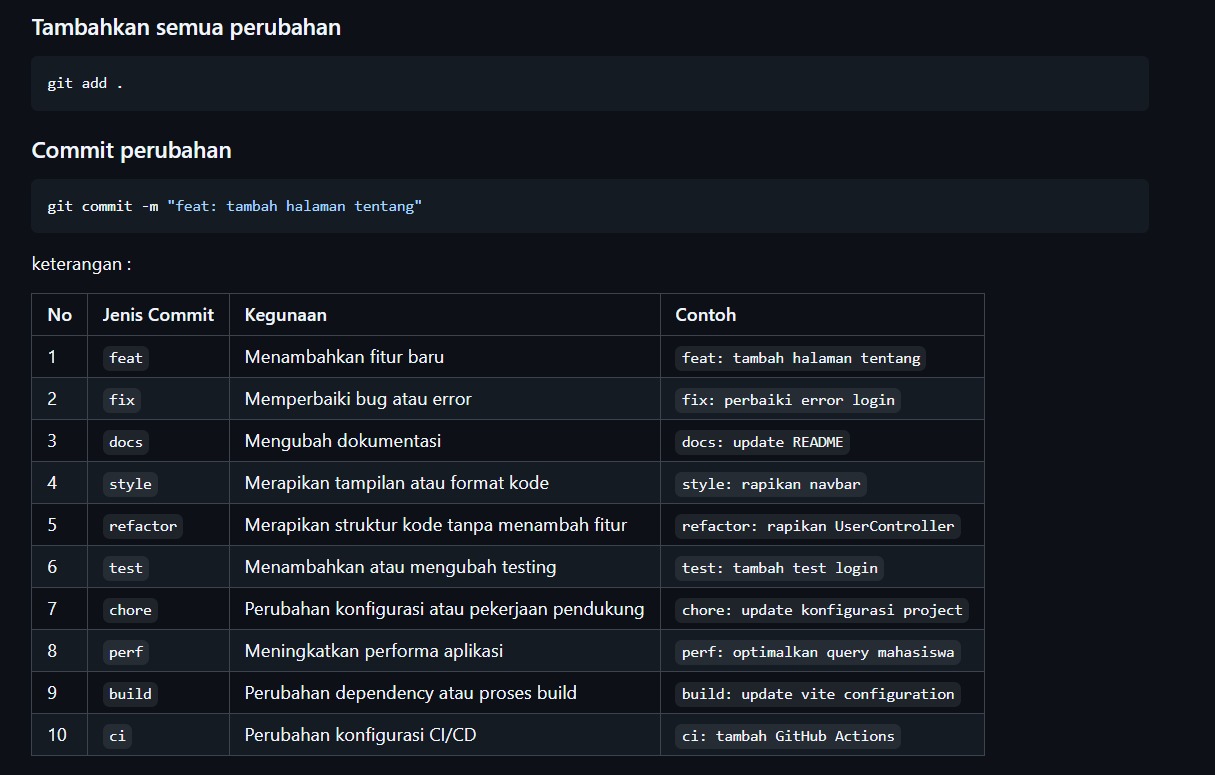 Tambahkan semua perubahan
git add .
Commit perubahan
git commit -m "feat: tambah halaman tentang"
keterangan :
No Jenis Commit Kegunaan Contoh
1 feat Menambahkan fitur baru feat: tambah halaman tentang
2 fix Memperbaiki bug atau error fix: perbaiki error login
3 docs Mengubah dokumentasi docs: update README
4 style Merapikan tampilan atau format kode style: rapikan navbar
5 refactor Merapikan struktur kode tanpa menambah fitur refactor: rapikan UserController
6 test Menambahkan atau mengubah testing test: tambah test login
7 chore Perubahan konfigurasi atau pekerjaan pendukung chore: update konfigurasi project
8 perf Meningkatkan performa aplikasi perf: optimalkan query mahasiswa
9 build Perubahan dependency atau proses build build: update vite configuration
10 ci Perubahan konfigurasi CI/CD ci: tambah GitHub Actions